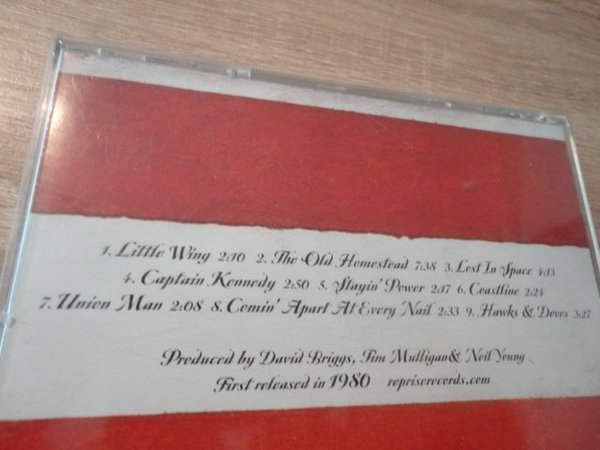 1. Little Wing 2:10 2. The Old Homestead 7:38 3. Lost In Space 4:13
4. Captain Kennedy 2:50 5. Stayin' Power 2:17 6. Coastline 2:24
7. Union Man 2:08 8. Comin' Apart At Every Nail 2:33 9. Hawks & Doves 3:27
Produced by David Briggs, Tim Mulligan & Neil Young
First released in 1980 repriserecords.com